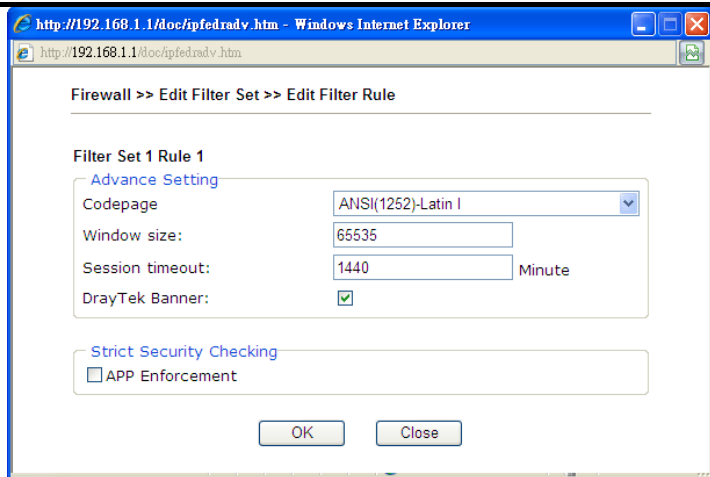 http://192.168.1.1/doc/ipfedradv.htm - Windows Internet Explorer
http://192.168.1.1/doc/ipfedradv.htm
Firewall >> Edit Filter Set >> Edit Filter Rule
Filter Set 1 Rule 1
Advance Setting
Codepage ANSI(1252)-Latin I
Window size: 65535
Session timeout: 1440 Minute
DrayTek Banner:
Strict Security Checking
APP Enforcement
OK Close